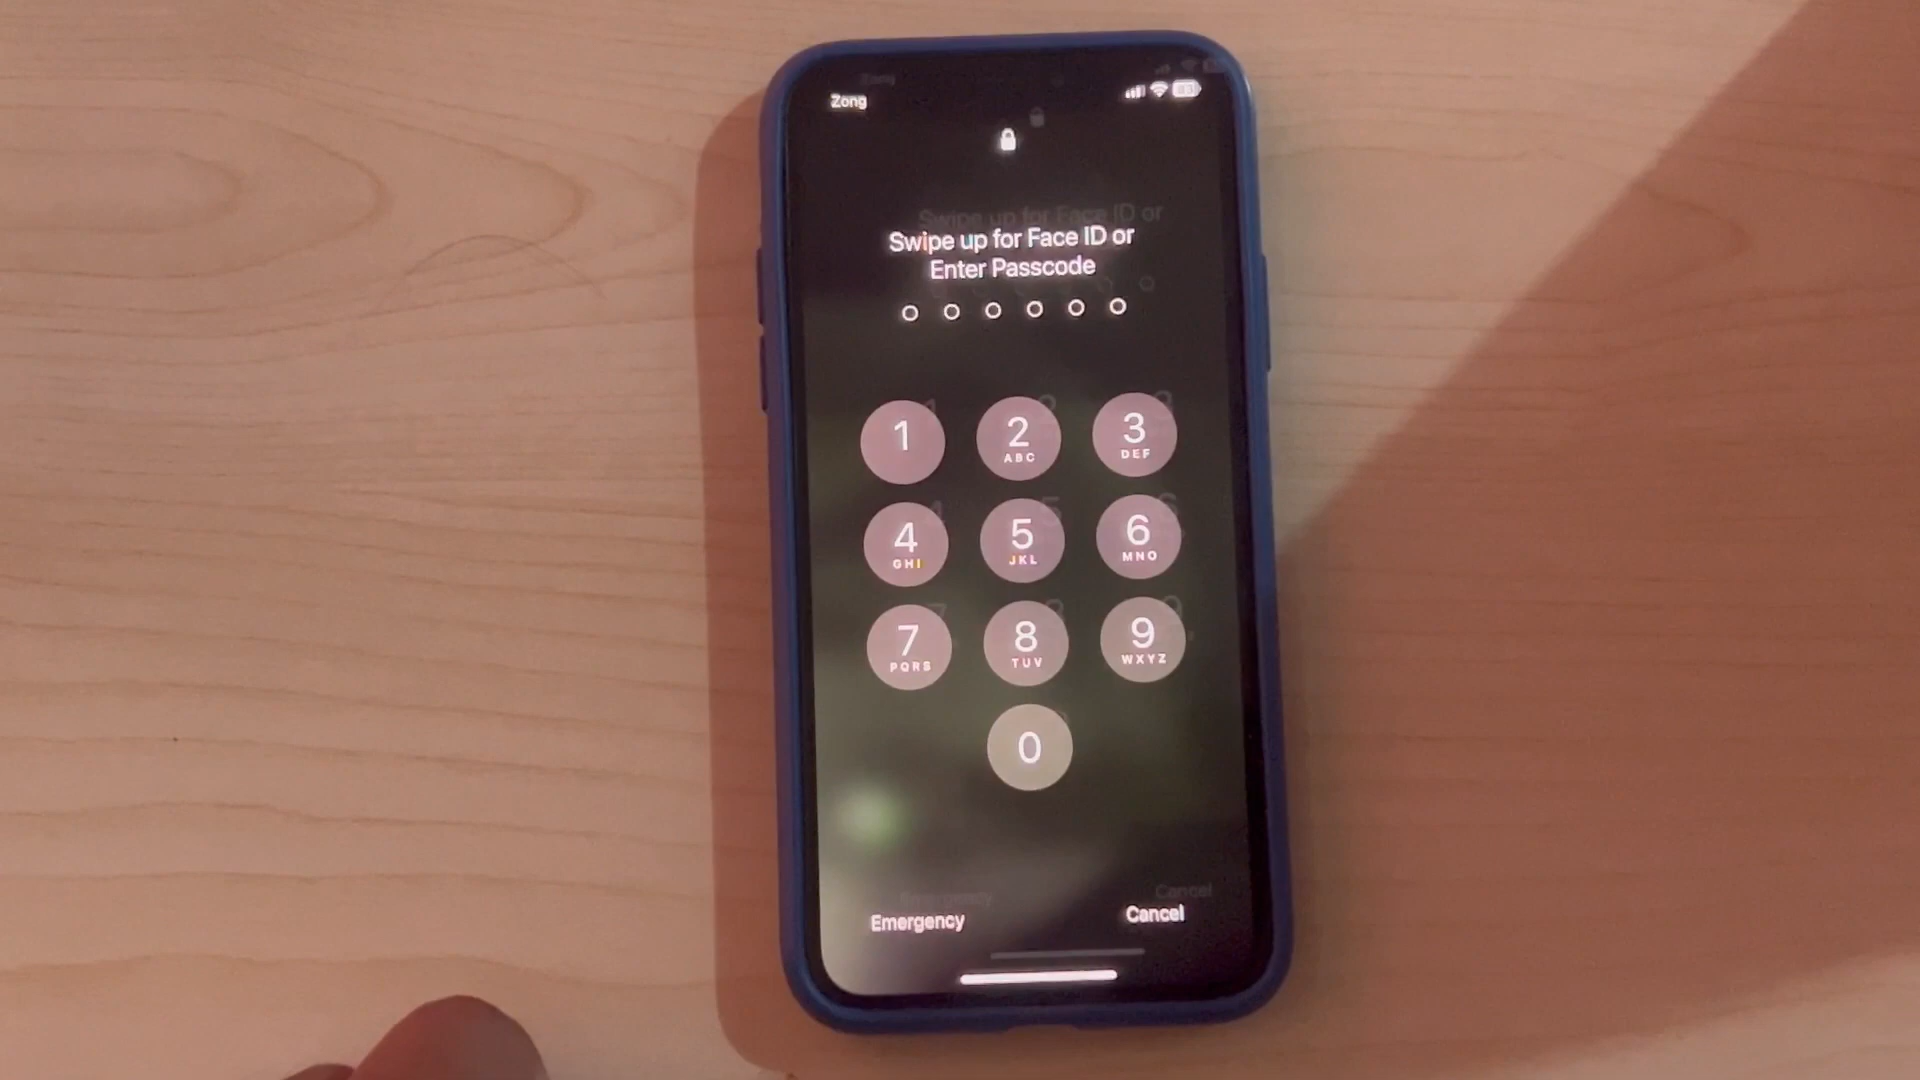 Zong
Swipe up for Face ID or
Enter Passcode
1
2
ABC
3
DEF
4
GHI
5
JKL
6
MNO
7
PQRS
8
TUV
9
WXYZ
0
Emergency
Cancel